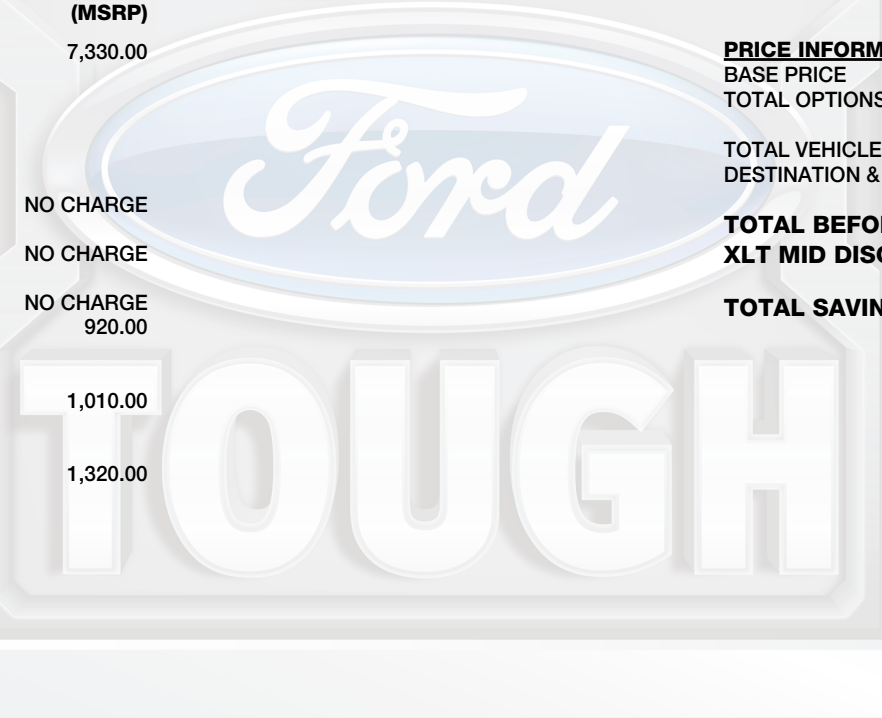 (MSRP)
7,330.00
NO CHARGE
NO CHARGE
NO CHARGE
920.00
1,010.00
1,320.00
PRICE INFORM
BASE PRICE
TOTAL OPTIONS
TOTAL VEHICLE
DESTINATION &
TOTAL BEFO
XLT MID DISC
TOTAL SAVIN
Ford
TOUGH